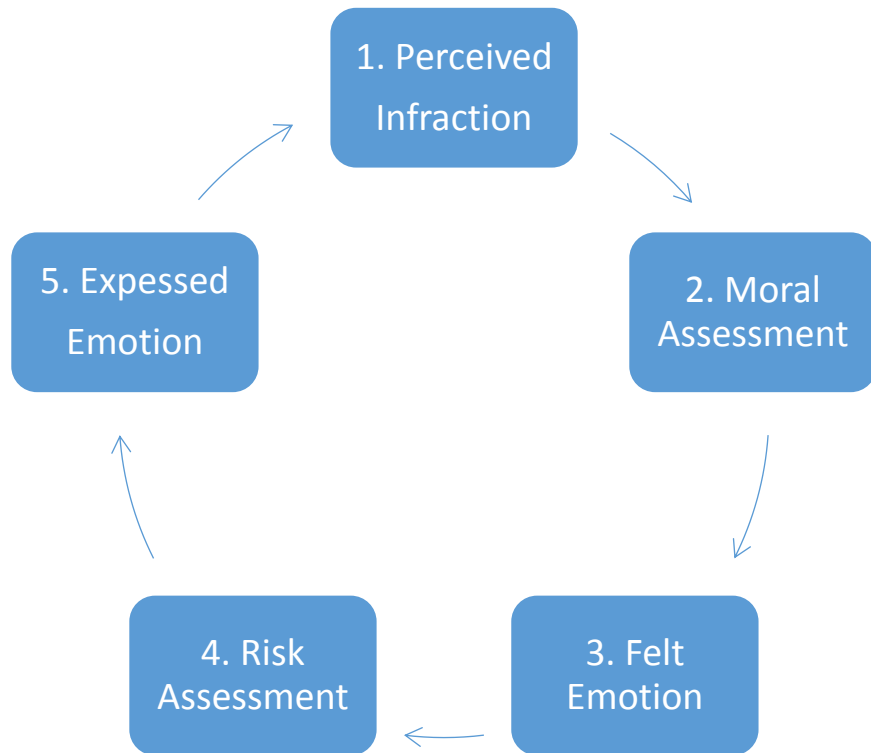 1. Perceived
Infraction
2. Moral
Assessment
3. Felt
Emotion
4. Risk
Assessment
5. Expessed
Emotion